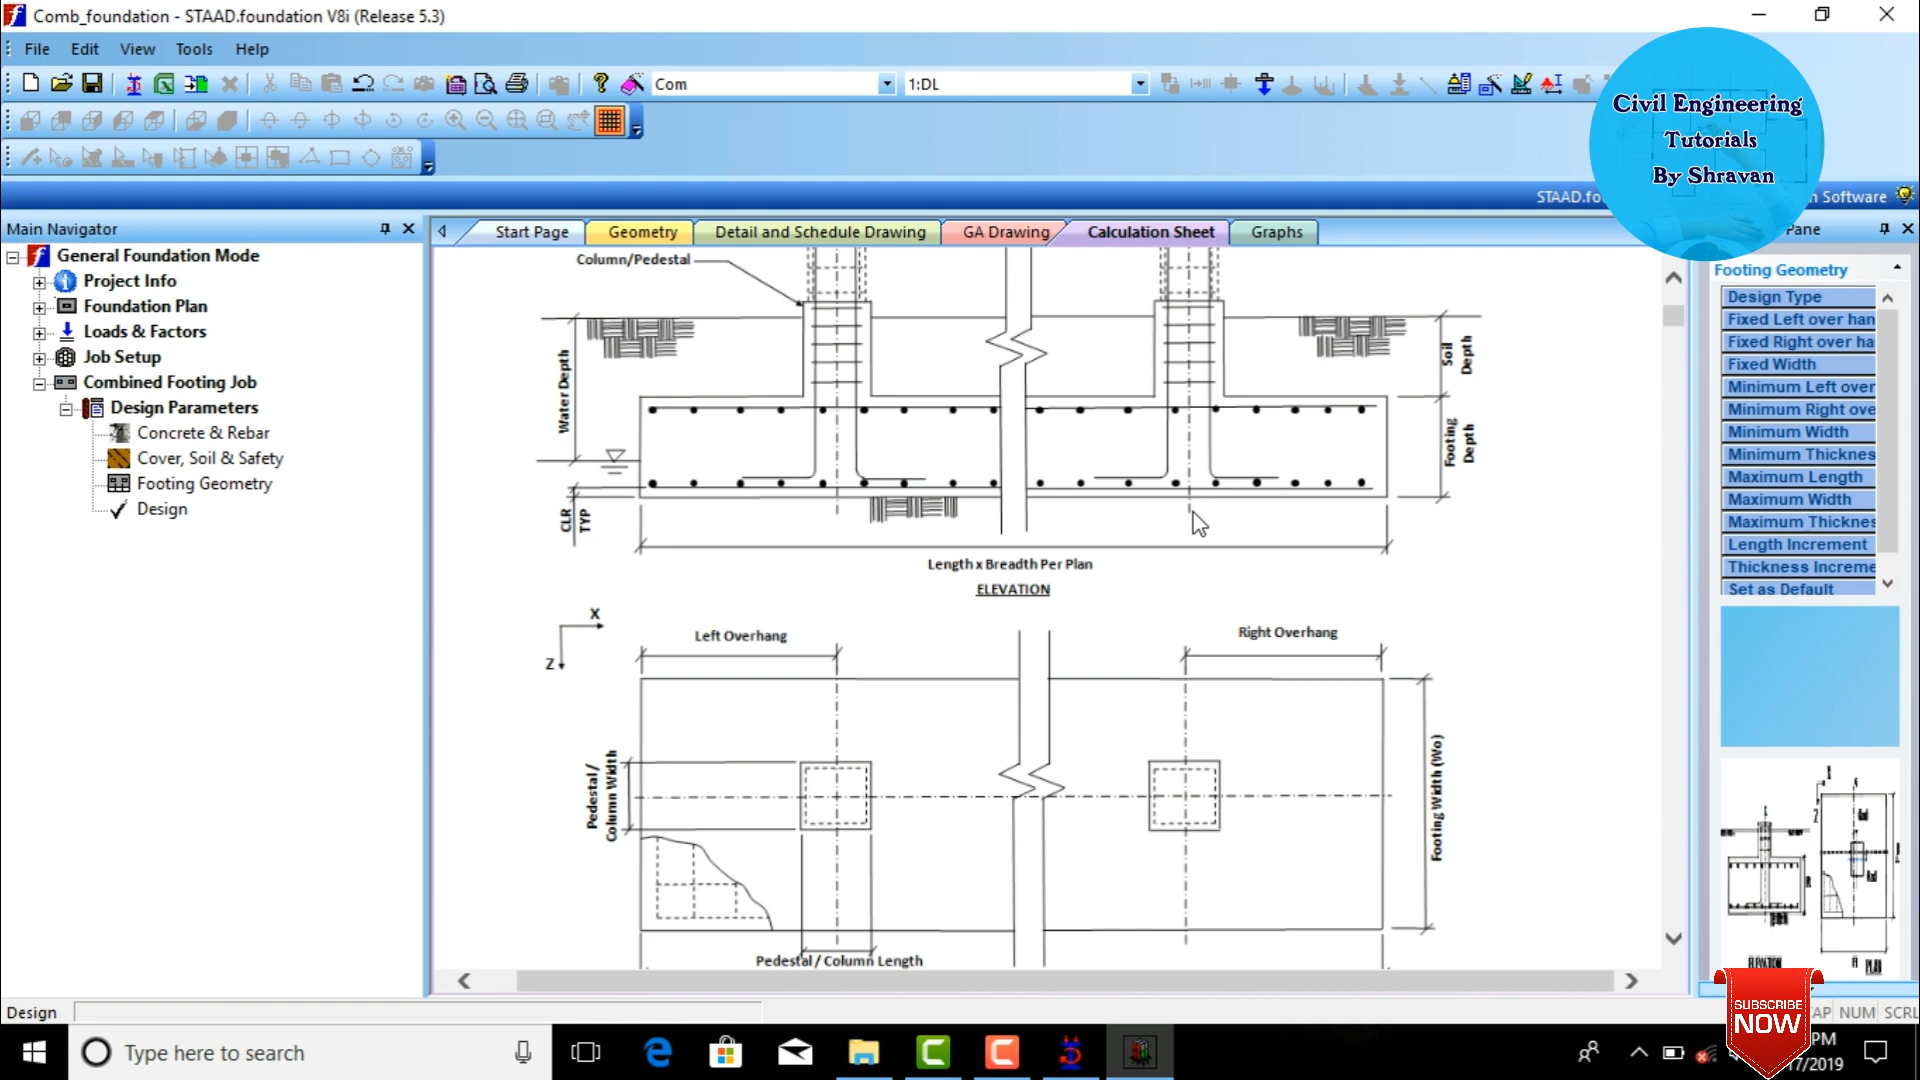 Comb_foundation - STAAD.foundation V8i (Release 5.3)
File Edit View Tools Help
Com
1:DL
Civil Engineering
Tutorials
By Shravan
STAAD.fo
n Software
Main Navigator
Pane
Start Page
Geometry
Detail and Schedule Drawing
GA Drawing
Calculation Sheet
Graphs
General Foundation Mode
Project Info
Foundation Plan
Loads & Factors
Job Setup
Combined Footing Job
Design Parameters
Concrete & Rebar
Cover, Soil & Safety
Footing Geometry
Design
Column/Pedestal
Water Depth
Soil
Depth
Footing
Depth
CLR
TYP
Length x Breadth Per Plan
ELEVATION
X
Z
Left Overhang
Right Overhang
Pedestal /
Column Width
Footing Width (Wo)
Pedestal / Column Length
Footing Geometry
Design Type
Fixed Left over han
Fixed Right over ha
Fixed Width
Minimum Left over
Minimum Right ove
Minimum Width
Minimum Thicknes
Maximum Length
Maximum Width
Maximum Thicknes
Length Increment
Thickness Increme
Set as Default
ELEVATION
PLAN
Design
AP NUM SCRL
SUBSCRIBE
NOW
Type here to search
PM
17/2019